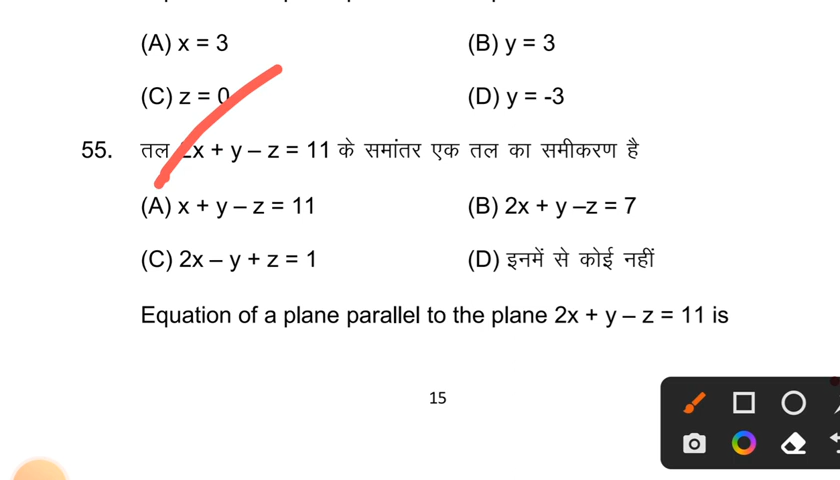 (A) x = 3 (B) y = 3
(C) z = 0 (D) y = -3
55. तल 2x + y – z = 11 के समांतर एक तल का समीकरण है
(A) x + y – z = 11 (B) 2x + y –z = 7
(C) 2x – y + z = 1 (D) इनमें से कोई नहीं
Equation of a plane parallel to the plane 2x + y – z = 11 is
15